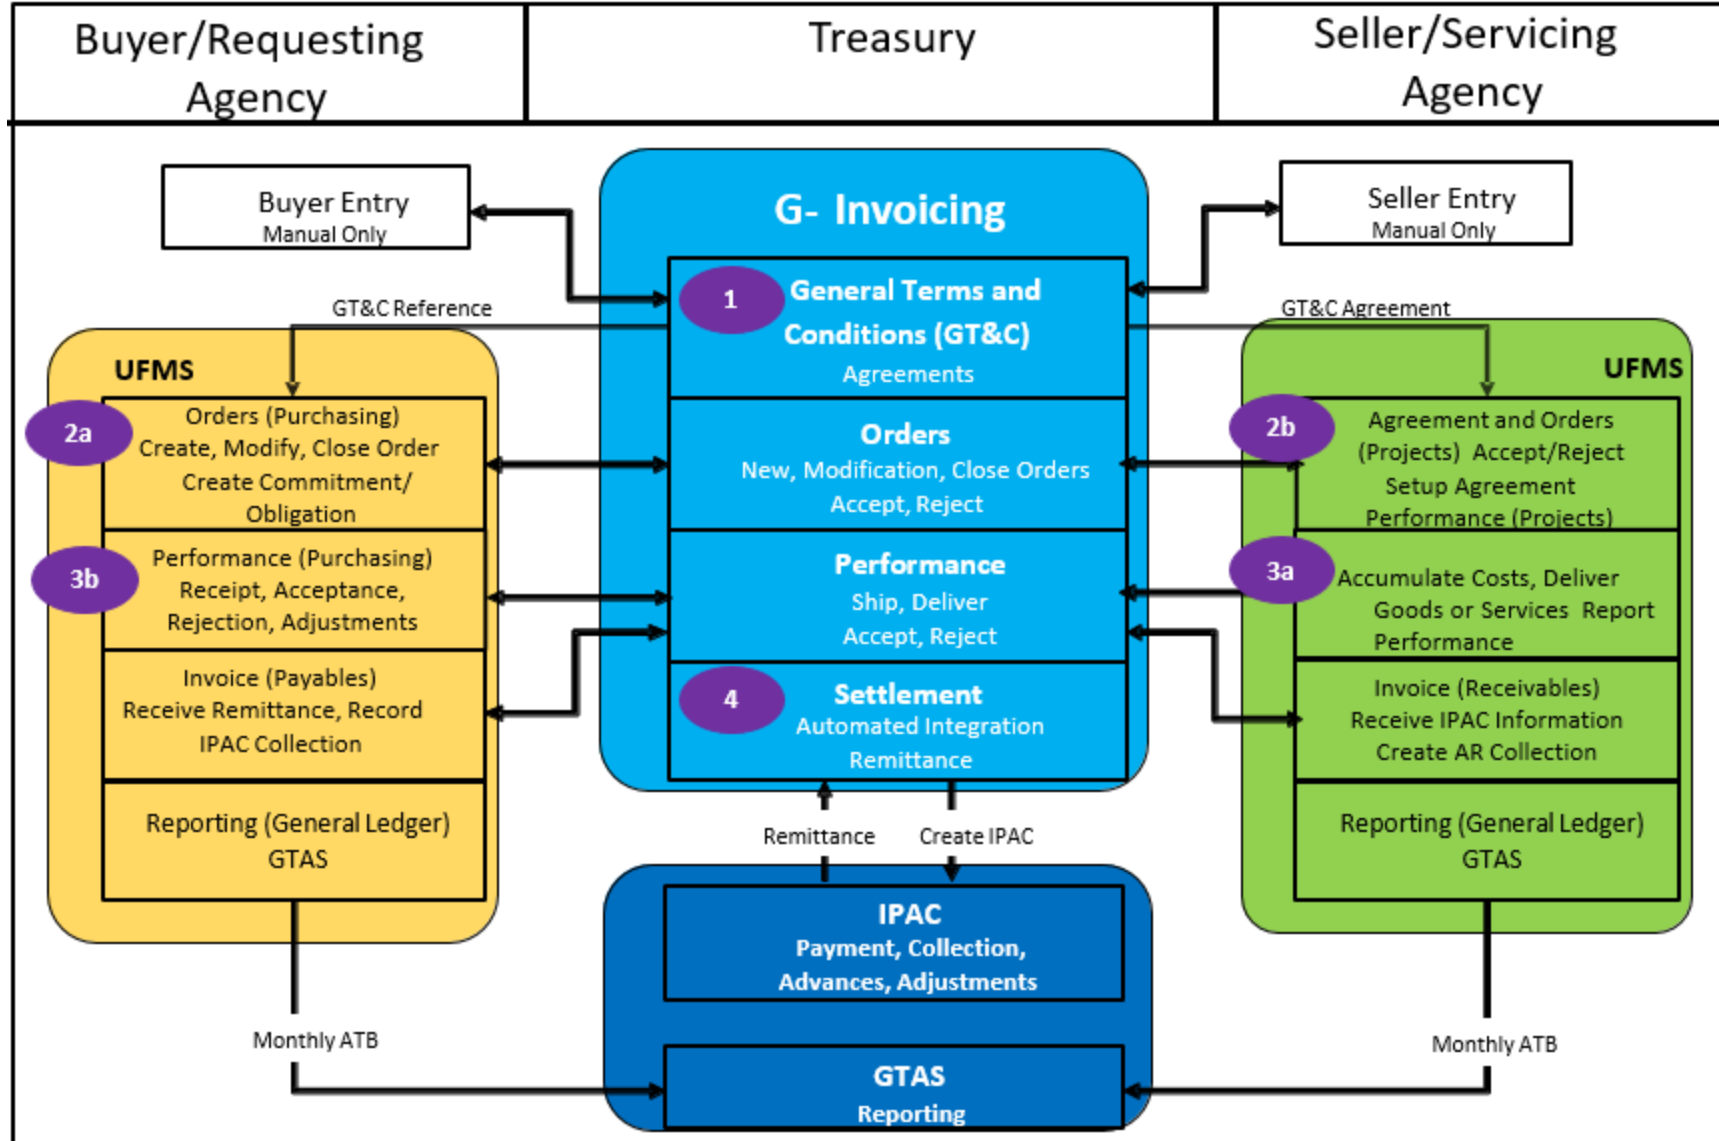 Buyer/Requesting
Agency
Treasury
Seller/Servicing
Agency
Buyer Entry
Manual Only
G- Invoicing
Seller Entry
Manual Only
1
General Terms and
Conditions (GT&C)
Agreements
GT&C Reference
GT&C Agreement
UFMS
2a
Orders (Purchasing)
Create, Modify, Close Order
Create Commitment/
Obligation
3b
Performance (Purchasing)
Receipt, Acceptance,
Rejection, Adjustments
Invoice (Payables)
Receive Remittance, Record
IPAC Collection
Reporting (General Ledger)
GTAS
Orders
New, Modification, Close Orders
Accept, Reject
Performance
Ship, Deliver
Accept, Reject
4
Settlement
Automated Integration
Remittance
UFMS
2b
Agreement and Orders
(Projects) Accept/Reject
Setup Agreement
Performance (Projects)
3a
Accumulate Costs, Deliver
Goods or Services Report
Performance
Invoice (Receivables)
Receive IPAC Information
Create AR Collection
Reporting (General Ledger)
GTAS
Remittance
Create IPAC
IPAC
Payment, Collection,
Advances, Adjustments
Monthly ATB
Monthly ATB
GTAS
Reporting